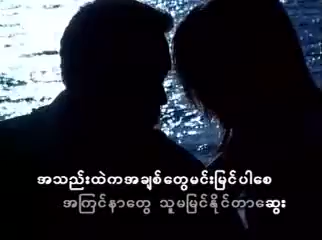 အသည်းထဲကအချစ်တွေမင်းမြင်ပါစေ
အကြင်နာတွေ သူမမြင်နိုင်တာဆွေး